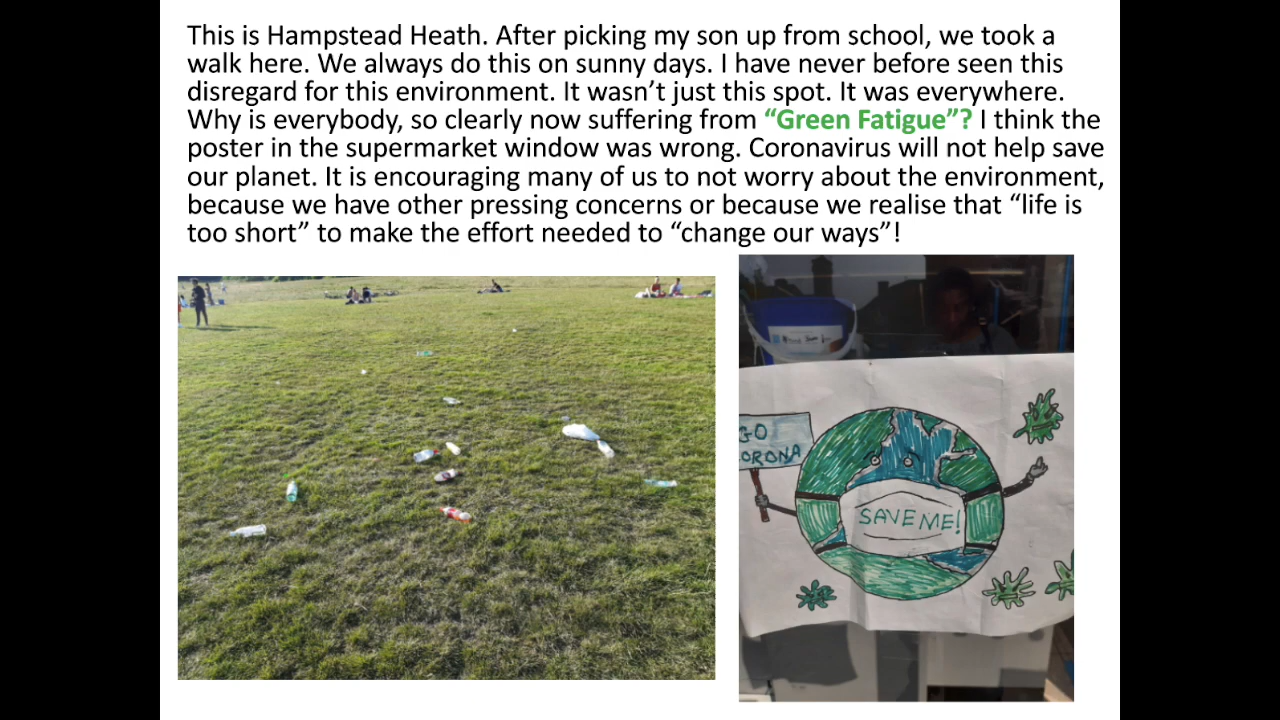 This is Hampstead Heath. After picking my son up from school, we took a
walk here. We always do this on sunny days. I have never before seen this
disregard for this environment. It wasn’t just this spot. It was everywhere.
Why is everybody, so clearly now suffering from “Green Fatigue”? I think the
poster in the supermarket window was wrong. Coronavirus will not help save
our planet. It is encouraging many of us to not worry about the environment,
because we have other pressing concerns or because we realise that “life is
too short” to make the effort needed to “change our ways”!
GO
ORONA
SAVE ME!